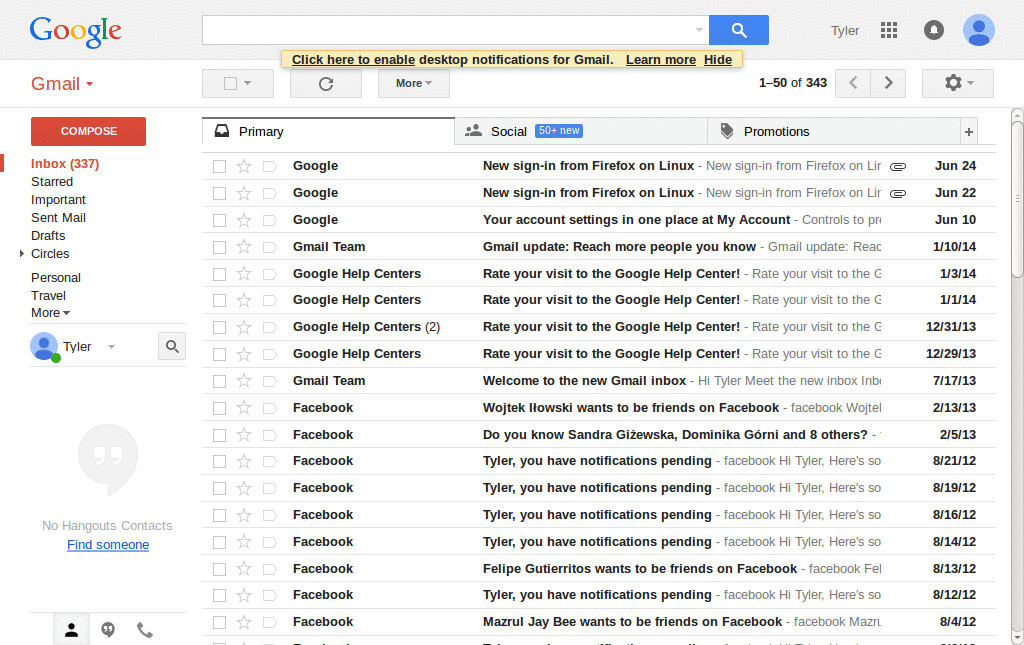 Google
Tyler
Click here to enable desktop notifications for Gmail. Learn more Hide
Gmail
More
1–50 of 343
COMPOSE
Inbox (337)
Starred
Important
Sent Mail
Drafts
Circles
Personal
Travel
More
Tyler
No Hangouts Contacts
Find someone
Primary
Social 50+ new
Promotions
+
Google New sign-in from Firefox on Linux - New sign-in from Firefox on Lin Jun 24
Google New sign-in from Firefox on Linux - New sign-in from Firefox on Lin Jun 22
Google Your account settings in one place at My Account - Controls to pro Jun 10
Gmail Team Gmail update: Reach more people you know - Gmail update: Reac 1/10/14
Google Help Centers Rate your visit to the Google Help Center! - Rate your visit to the G 1/3/14
Google Help Centers Rate your visit to the Google Help Center! - Rate your visit to the G 1/1/14
Google Help Centers (2) Rate your visit to the Google Help Center! - Rate your visit to the G 12/31/13
Google Help Centers Rate your visit to the Google Help Center! - Rate your visit to the G 12/29/13
Gmail Team Welcome to the new Gmail inbox - Hi Tyler Meet the new inbox Inbo 7/17/13
Facebook Wojtek Iłowski wants to be friends on Facebook - facebook Wojtek 2/13/13
Facebook Do you know Sandra Giżewska, Dominika Górni and 8 others? - 2/5/13
Facebook Tyler, you have notifications pending - facebook Hi Tyler, Here's so 8/21/12
Facebook Tyler, you have notifications pending - facebook Hi Tyler, Here's so 8/19/12
Facebook Tyler, you have notifications pending - facebook Hi Tyler, Here's so 8/16/12
Facebook Tyler, you have notifications pending - facebook Hi Tyler, Here's so 8/14/12
Facebook Felipe Gutierritos wants to be friends on Facebook - facebook Fel 8/13/12
Facebook Tyler, you have notifications pending - facebook Hi Tyler, Here's so 8/12/12
Facebook Mazrul Jay Bee wants to be friends on Facebook - facebook Mazru 8/4/12